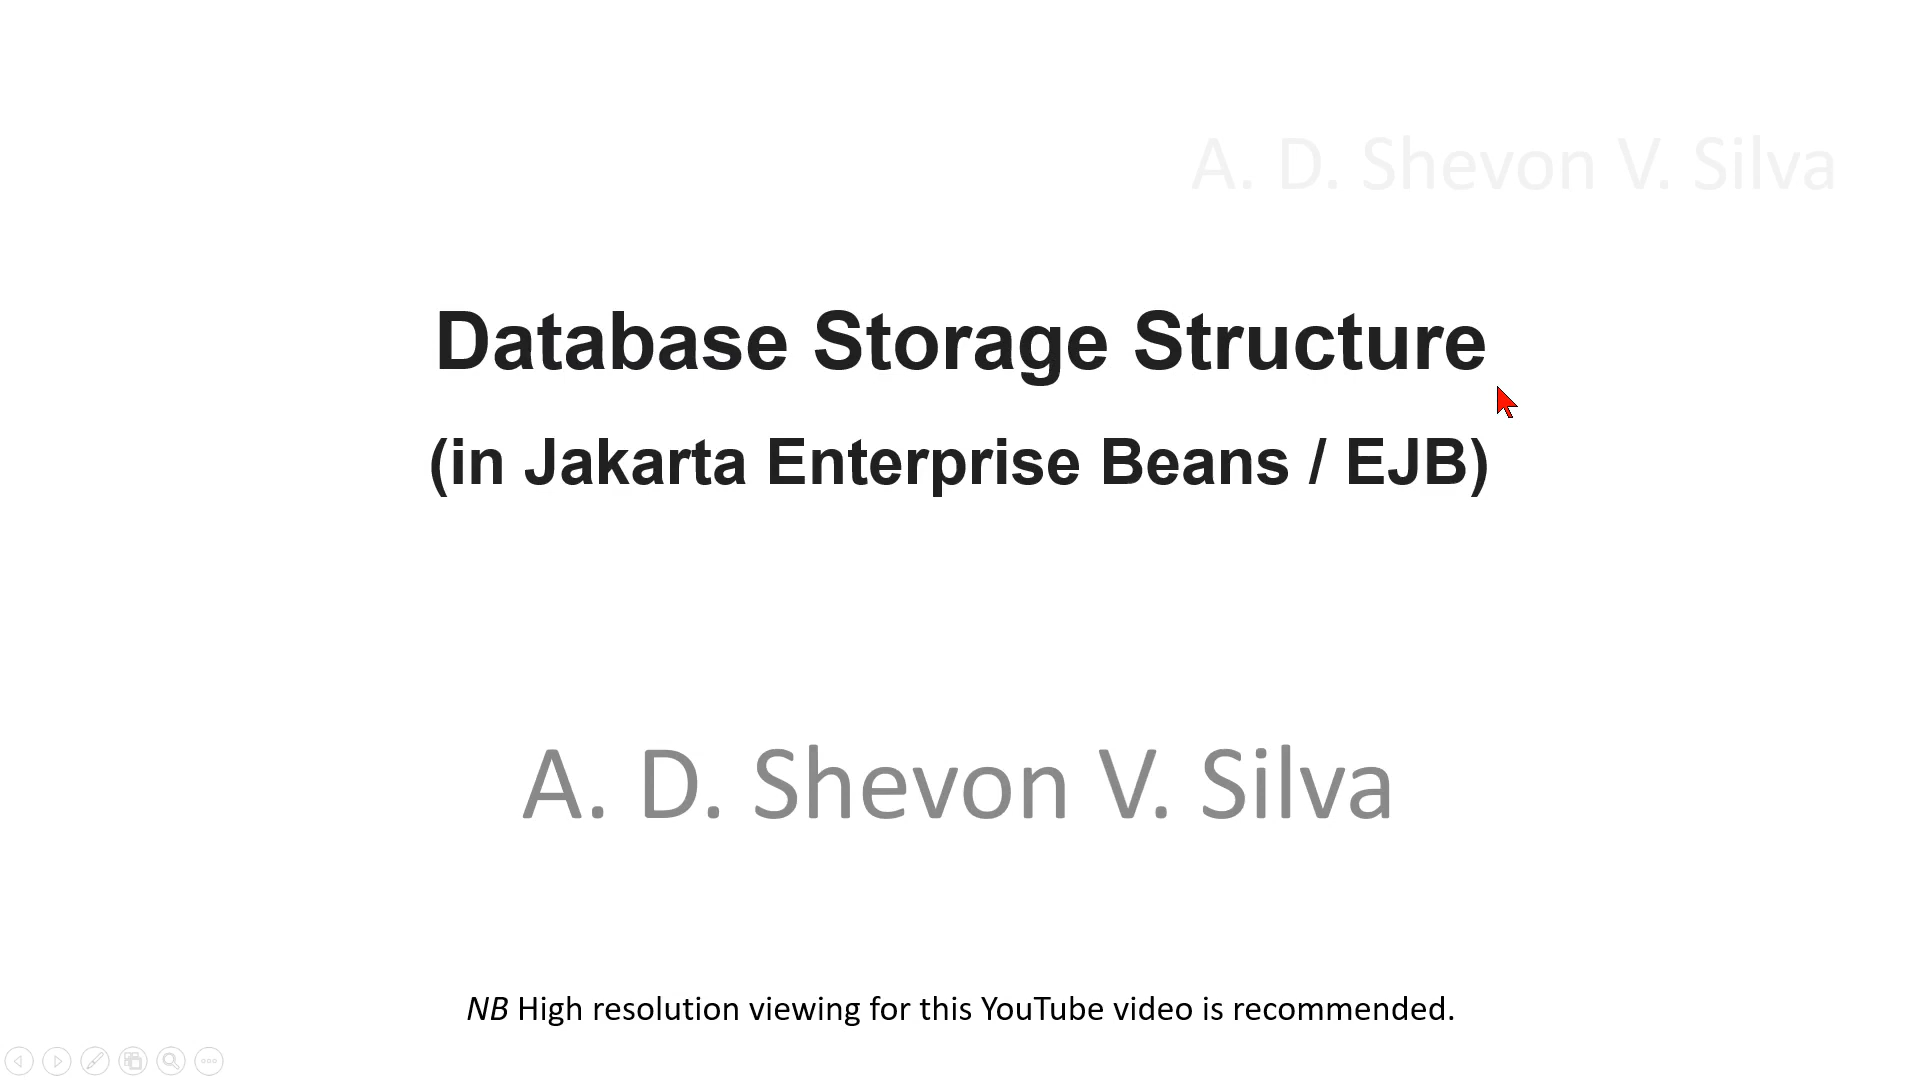 A. D. Shevon V. Silva
Database Storage Structure
(in Jakarta Enterprise Beans / EJB)
A. D. Shevon V. Silva
NB High resolution viewing for this YouTube video is recommended.